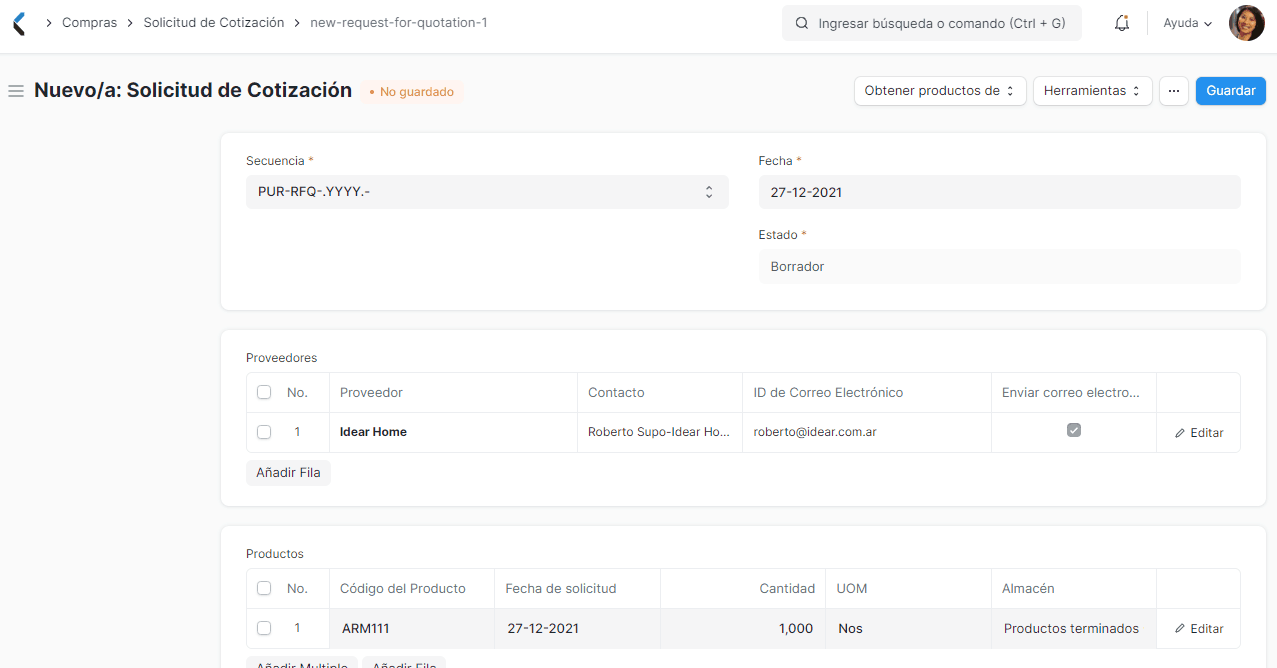 Compras Solicitud de Cotización new-request-for-quotation-1 Ingresar búsqueda o comando (Ctrl + G) Ayuda
Nuevo/a: Solicitud de Cotización • No guardado Obtener productos de Herramientas ... Guardar
Secuencia * Fecha *
PUR-RFQ-.YYYY.- 27-12-2021
Estado *
Borrador
Proveedores
No. Proveedor Contacto ID de Correo Electrónico Enviar correo electro...
1 Idear Home Roberto Supo-Idear Ho... roberto@idear.com.ar Editar
Añadir Fila
Productos
No. Código del Producto Fecha de solicitud Cantidad UOM Almacén
1 ARM111 27-12-2021 1,000 Nos Productos terminados Editar
Añadir Multiple Añadir Fila